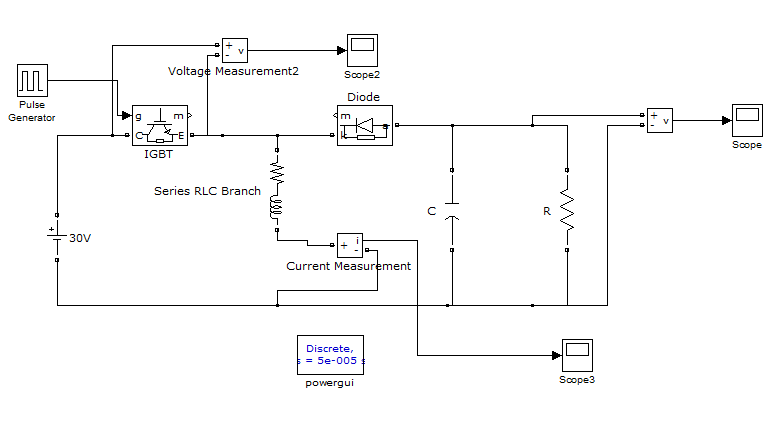 +
-
v
Voltage Measurement2
Scope2
Pulse
Generator
Diode
g
m
C
E
IGBT
m
k
a
+
-
v
Scope
Series RLC Branch
C
R
+
30V
+
i
-
Current Measurement
Discrete,
s = 5e-005 s
powergui
Scope3